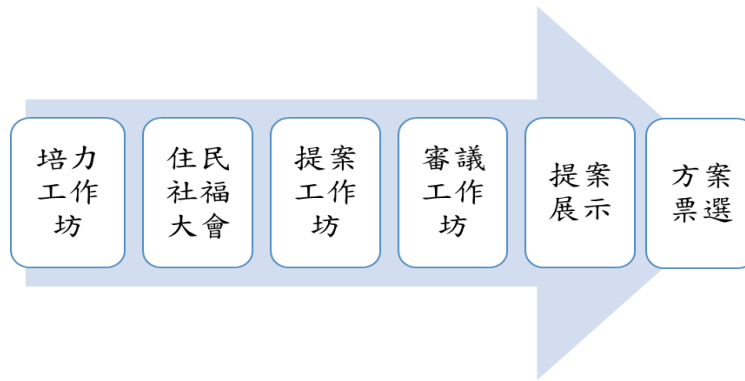 培力
工作
坊
住民
社福
大會
提案
工作
坊
審議
工作
坊
提案
展示
方案
票選